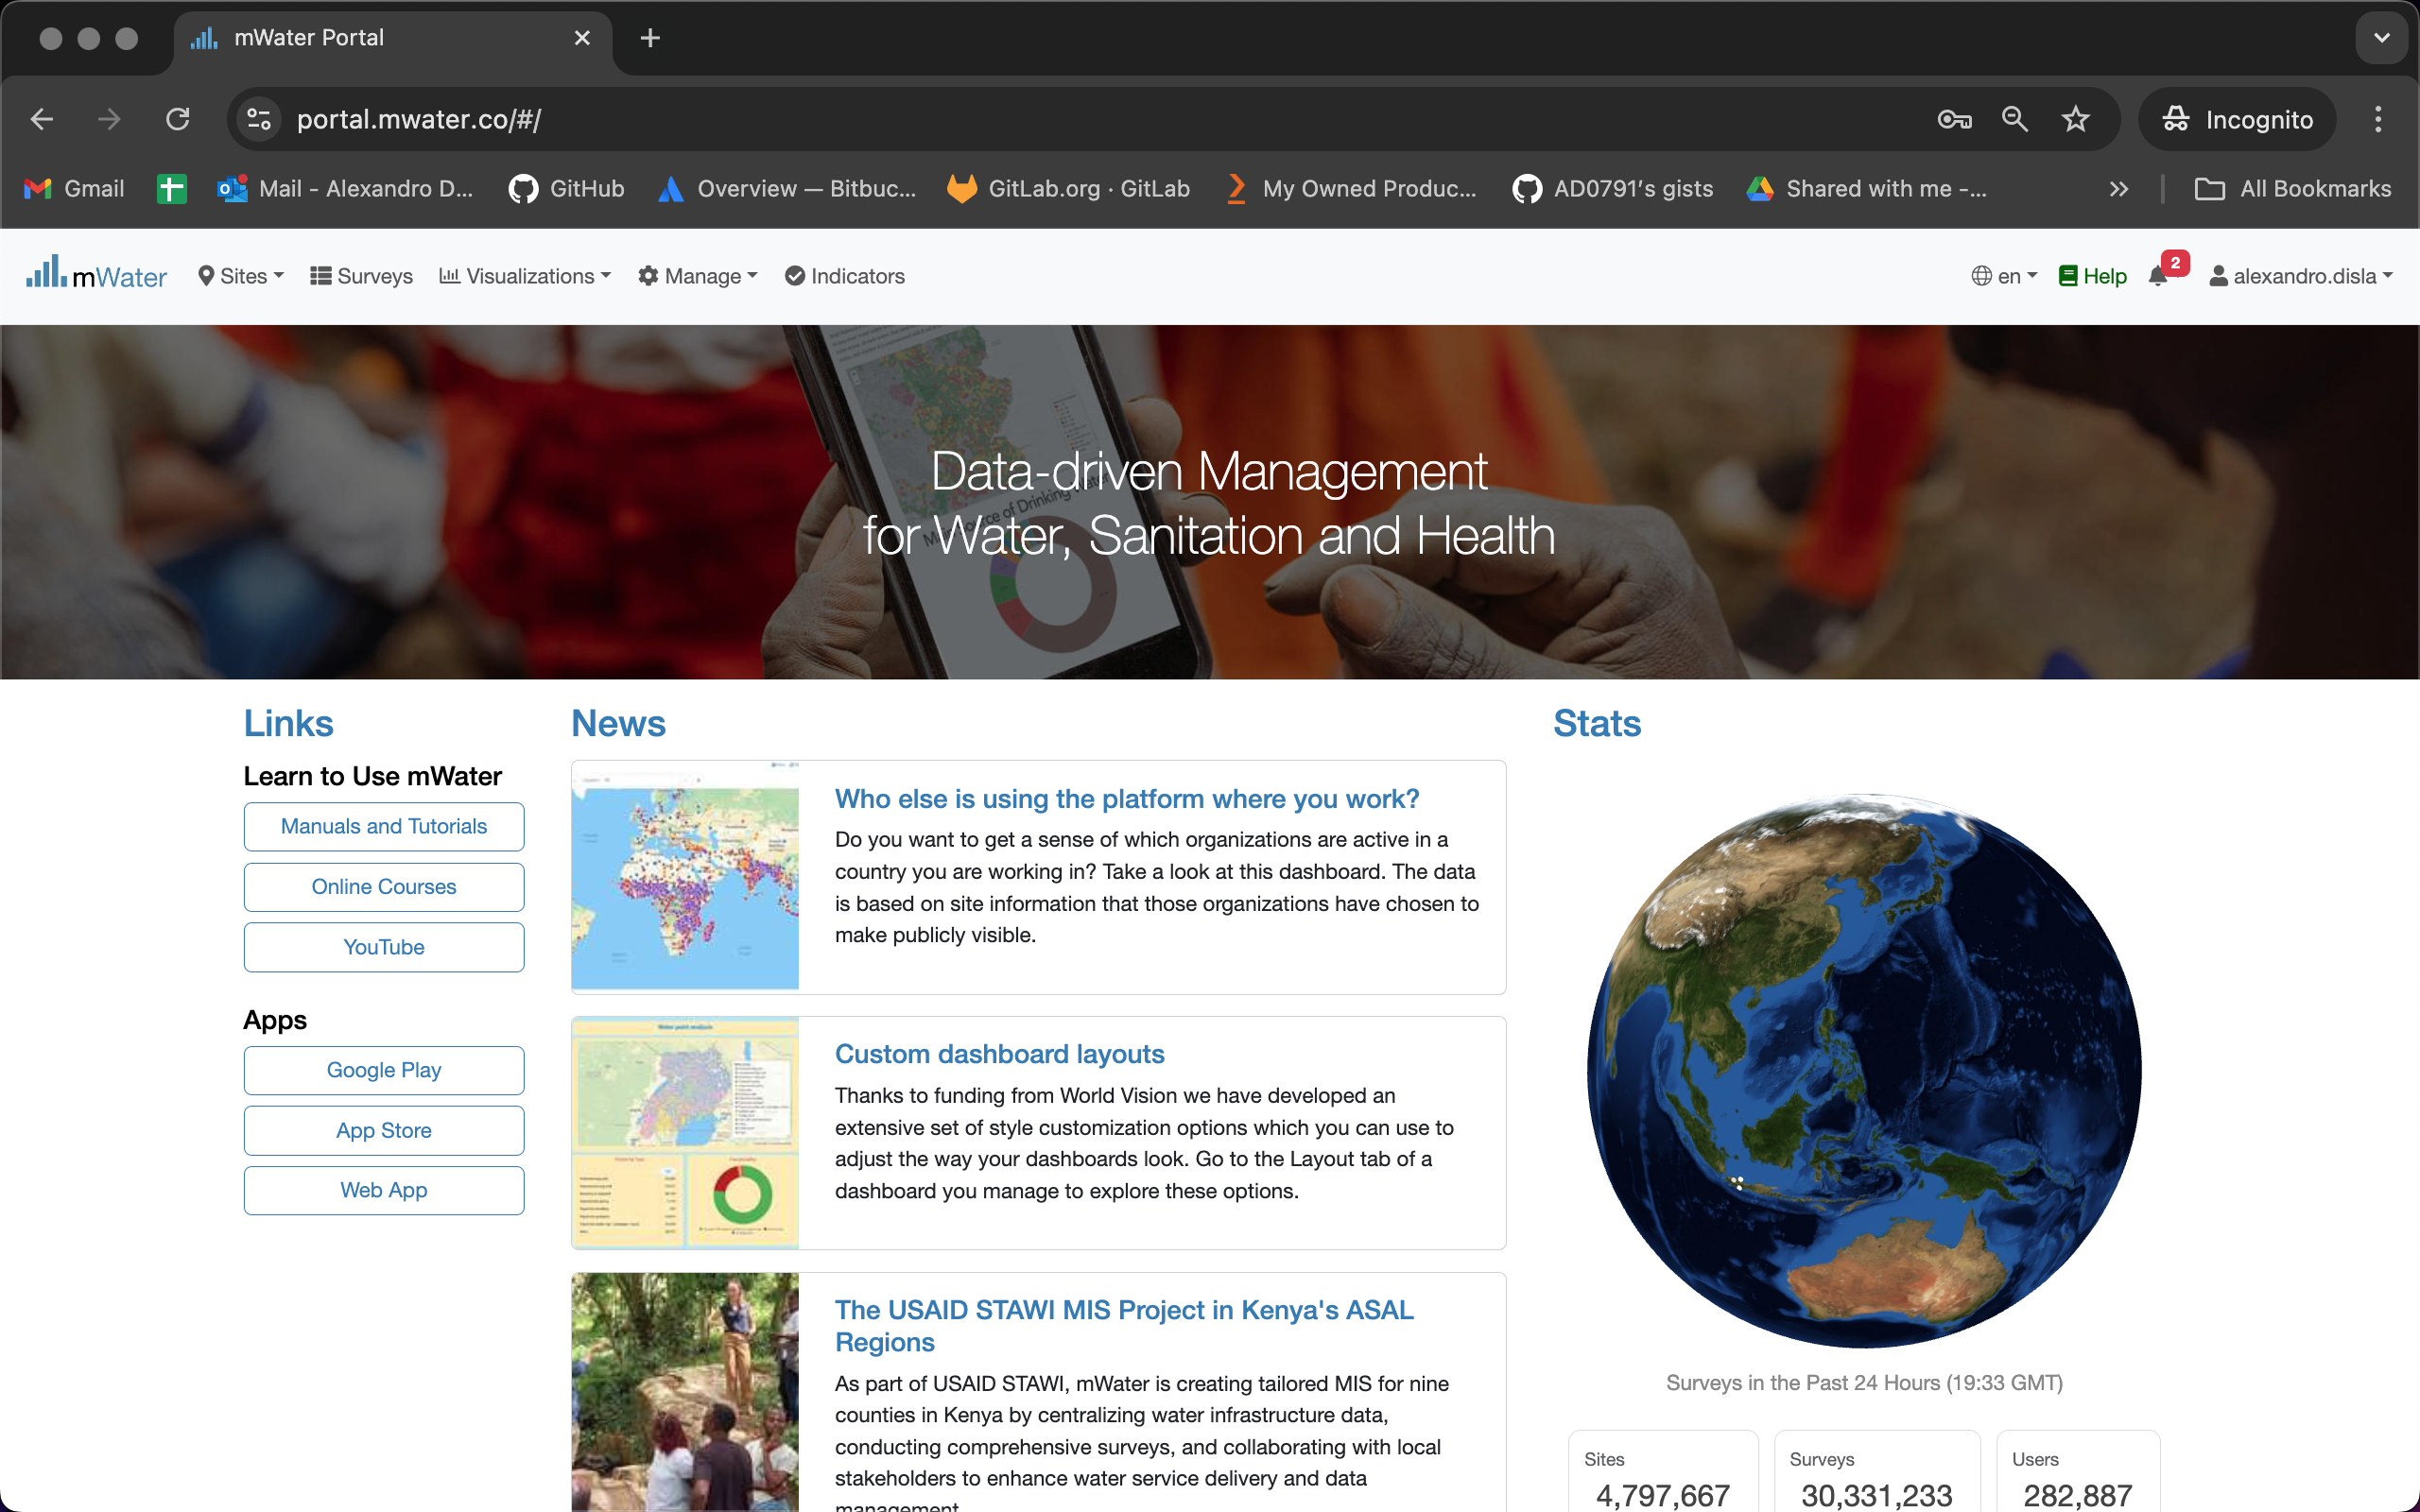 mWater Portal
portal.mwater.co/#/
Incognito
Gmail
Mail - Alexandro D...
GitHub
Overview — Bitbuc...
GitLab.org · GitLab
My Owned Produc...
AD0791's gists
Shared with me -...
All Bookmarks
mWater
Sites
Surveys
Visualizations
Manage
Indicators
en
Help
2
alexandro.disla
Data-driven Management
for Water, Sanitation and Health
Links
Learn to Use mWater
Manuals and Tutorials
Online Courses
YouTube
Apps
Google Play
App Store
Web App
News
Who else is using the platform where you work?
Do you want to get a sense of which organizations are active in a
country you are working in? Take a look at this dashboard. The data
is based on site information that those organizations have chosen to
make publicly visible.
Custom dashboard layouts
Thanks to funding from World Vision we have developed an
extensive set of style customization options which you can use to
adjust the way your dashboards look. Go to the Layout tab of a
dashboard you manage to explore these options.
The USAID STAWI MIS Project in Kenya's ASAL
Regions
As part of USAID STAWI, mWater is creating tailored MIS for nine
counties in Kenya by centralizing water infrastructure data,
conducting comprehensive surveys, and collaborating with local
stakeholders to enhance water service delivery and data
management.
Stats
Surveys in the Past 24 Hours (19:33 GMT)
Sites
4,797,667
Surveys
30,331,233
Users
282,887